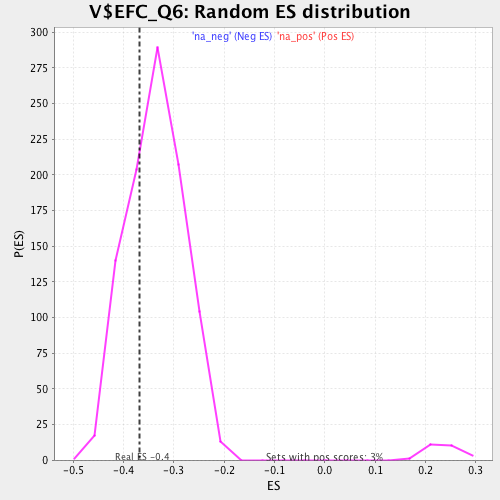 V$EFC_Q6: Random ES distribution
'na_neg' (Neg ES) 'na_pos' (Pos ES)
300
275
250
225
200
175
150
125
100
75
50
25
0
P(ES)
Real ES -0.4
Sets with pos scores: 3%
-0.5 -0.4 -0.3 -0.2 -0.1 0.0 0.1 0.2 0.3
ES